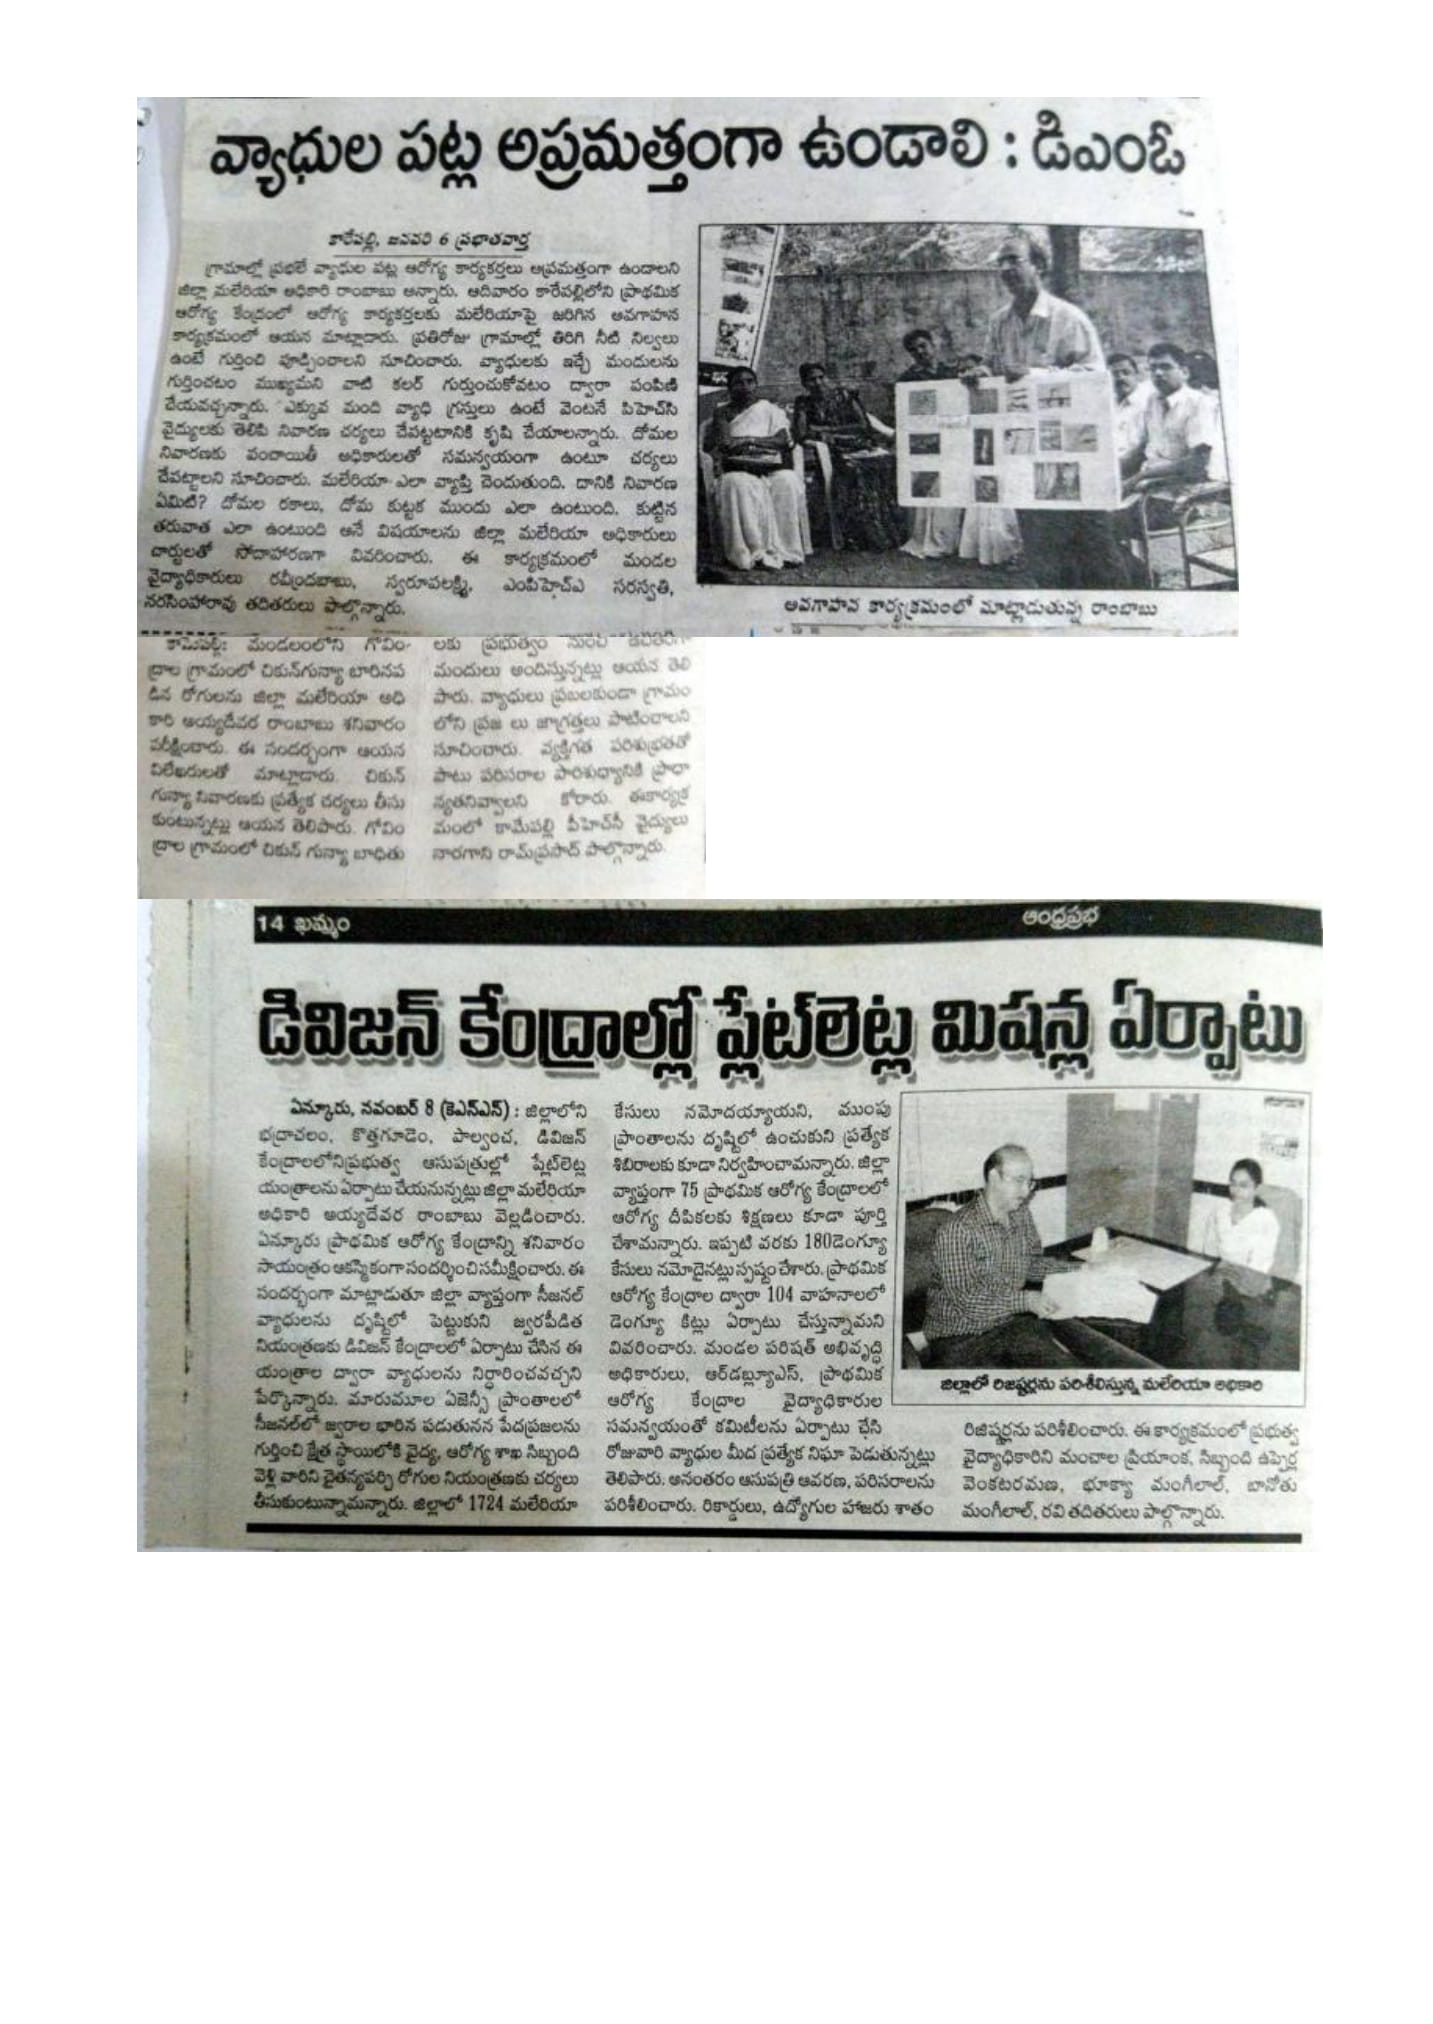 వ్యాధుల పట్ల అప్రమత్తంగా ఉండాలి : డిఎంఓ
కారేపల్లి, జనవరి 6 ప్రభాతవార్త
గ్రామాల్లో ప్రభలే వ్యాధుల పట్ల ఆరోగ్య కార్యకర్తలు అప్రమత్తంగా ఉండాలని
జిల్లా మలేరియా అధికారి రాంబాబు అన్నారు. ఆదివారం కారేపల్లిలోని ప్రాథమిక
ఆరోగ్య కేంద్రంలో ఆరోగ్య కార్యకర్తలకు మలేరియాపై జరిగిన అవగాహన
కార్యక్రమంలో ఆయన మాట్లాడారు. ప్రతిరోజు గ్రామాల్లో తిరిగి నీటి నిల్వలు
ఉంటే గుర్తించి పూడ్పించాలని సూచించారు. వ్యాధులకు ఇచ్చే మందులను
గుర్తించటం ముఖ్యమని వాటి కలర్ గుర్తుంచుకోవటం ద్వారా పంపిణీ
చేయవచ్చన్నారు. ఎక్కువ మంది వ్యాధి గ్రస్తులు ఉంటే వెంటనే పిహెచ్‌సి
వైద్యులకు తెలిపి నివారణ చర్యలు చేపట్టటానికి కృషి చేయాలన్నారు. దోమల
నివారణకు పంచాయితీ అధికారులతో సమన్వయంగా ఉంటూ చర్యలు
చేపట్టాలని సూచించారు. మలేరియా ఎలా వ్యాప్తి చెందుతుంది. దానికి నివారణ
ఏమిటి? దోమల రకాలు, దోమ కుట్టక ముందు ఎలా ఉంటుంది. కుట్టిన
తరువాత ఎలా ఉంటుంది అనే విషయాలను జిల్లా మలేరియా అధికారులు
చార్టులతో సోదాహరణగా వివరించారు. ఈ కార్యక్రమంలో మండల
వైద్యాధికారులు రవీంద్రబాబు, స్వరూపలక్ష్మి, ఎంపిహెచ్ఎ సరస్వతి,
నరసింహారావు తదితరులు పాల్గొన్నారు.
అవగాహన కార్యక్రమంలో మాట్లాడుతున్న రాంబాబు
కామేపల్లి: మండలంలోని గోవిం-
ద్రాల గ్రామంలో చికున్‌గున్యా బారినప
డిన రోగులను జిల్లా మలేరియా అధి
కారి అయ్యదేవర రాంబాబు శనివారం
పరీక్షించారు. ఈ సందర్భంగా ఆయన
విలేఖరులతో మాట్లాడారు. చికున్
గున్యా నివారణకు ప్రత్యేక చర్యలు తీసు
కుంటున్నట్లు ఆయన తెలిపారు. గోవిం
ద్రాల గ్రామంలో చికున్ గున్యా బాధితు
లకు ప్రభుత్వం నుంచి ఉచితంగా
మందులు అందిస్తున్నట్లు ఆయన తెలి
పారు. వ్యాధులు ప్రబలకుండా గ్రామం
లోని ప్రజ లు జాగ్రత్తలు పాటించాలని
సూచించారు. వ్యక్తిగత పరిశుభ్రతతో
పాటు పరిసరాల పారిశుధ్యానికి ప్రాధా
న్యతనివ్వాలని కోరారు. ఈకార్యక్ర
మంలో కామేపల్లి పీహెచ్‌సీ వైద్యులు
నారగాని రామ్‌ప్రసాద్ పాల్గొన్నారు.
14 ఖమ్మం
ఆంధ్రప్రభ
డివిజన్ కేంద్రాల్లో ప్లేట్‌లెట్ల మిషన్ల ఏర్పాటు
ఏన్కూరు, నవంబర్ 8 (కెఎన్ఎన్) : జిల్లాలోని
భద్రాచలం, కొత్తగూడెం, పాల్వంచ, డివిజన్
కేంద్రాలలోనిప్రభుత్వ ఆసుపత్రుల్లో ప్లేట్‌లెట్ల
యంత్రాలను ఏర్పాటు చేయనున్నట్లు జిల్లా మలేరియా
అధికారి అయ్యదేవర రాంబాబు వెల్లడించారు.
ఏన్కూరు ప్రాథమిక ఆరోగ్య కేంద్రాన్ని శనివారం
సాయంత్రం ఆకస్మికంగా సందర్శించి సమీక్షించారు. ఈ
సందర్భంగా మాట్లాడుతూ జిల్లా వ్యాప్తంగా సీజనల్
వ్యాధులను దృష్టిలో పెట్టుకుని జ్వరపీడిత
నియంత్రణకు డివిజన్ కేంద్రాలలో ఏర్పాటు చేసిన ఈ
యంత్రాల ద్వారా వ్యాధులను నిర్ధారించవచ్చని
పేర్కొన్నారు. మారుమూల ఏజెన్సీ ప్రాంతాలలో
సీజనల్‌లో జ్వరాల భారిన పడుతునన పేదప్రజలను
గుర్తించి క్షేత్ర స్థాయిలోకి వైద్య, ఆరోగ్య శాఖ సిబ్బంది
వెళ్లి వారిని చైతన్యపర్చి రోగుల నియంత్రణకు చర్యలు
తీసుకుంటున్నామన్నారు. జిల్లాలో 1724 మలేరియా
కేసులు నమోదయ్యాయని, ముంపు
ప్రాంతాలను దృష్టిలో ఉంచుకుని ప్రత్యేక
శిబిరాలకు కూడా నిర్వహించామన్నారు. జిల్లా
వ్యాప్తంగా 75 ప్రాథమిక ఆరోగ్య కేంద్రాలలో
ఆరోగ్య దీపికలకు శిక్షణలు కూడా పూర్తి
చేశామన్నారు. ఇప్పటి వరకు 180డెంగ్యూ
కేసులు నమోదైనట్లు స్పష్టం చేశారు. ప్రాథమిక
ఆరోగ్య కేంద్రాల ద్వారా 104 వాహనాలలో
డెంగ్యూ కిట్లు ఏర్పాటు చేస్తున్నామని
వివరించారు. మండల పరిషత్ అభివృద్ధి
అధికారులు, ఆర్‌డబ్ల్యూఎస్, ప్రాథమిక
ఆరోగ్య కేంద్రాల వైద్యాధికారుల
సమన్వయంతో కమిటీలను ఏర్పాటు చేసి
రోజువారి వ్యాధుల మీద ప్రత్యేక నిఘా పెడుతున్నట్లు
తెలిపారు. అనంతరం ఆసుపత్రి ఆవరణ, పరిసరాలను
పరిశీలించారు. రికార్డులు, ఉద్యోగుల హాజరు శాతం
జిల్లాలో రిజష్టర్లను పరిశీలిస్తున్న మలేరియా అధికారి
రిజిష్టర్లను పరిశీలించారు. ఈ కార్యక్రమంలో ప్రభుత్వ
వైద్యాధికారిని మంచాల ప్రియాంక, సిబ్బంది ఉప్పెర్ల
వెంకటరమణ, భూక్యా మంగీలాల్, బానోతు
మంగీలాల్, రవి తదితరులు పాల్గొన్నారు.